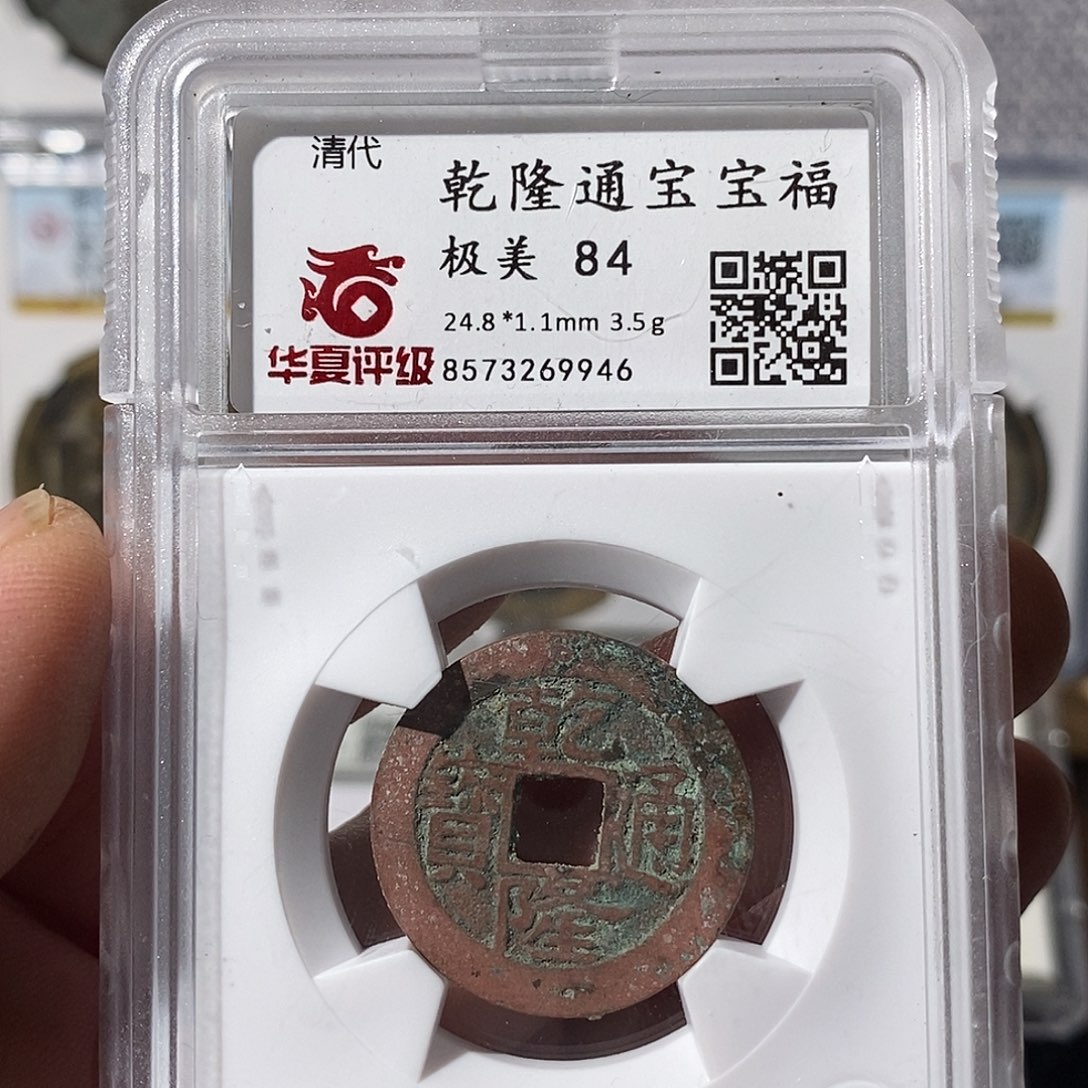 清代
乾隆通宝宝福
极美 84
24.8*1.1mm 3.5g
华夏评级
8573269946
乾
通
寶
隆